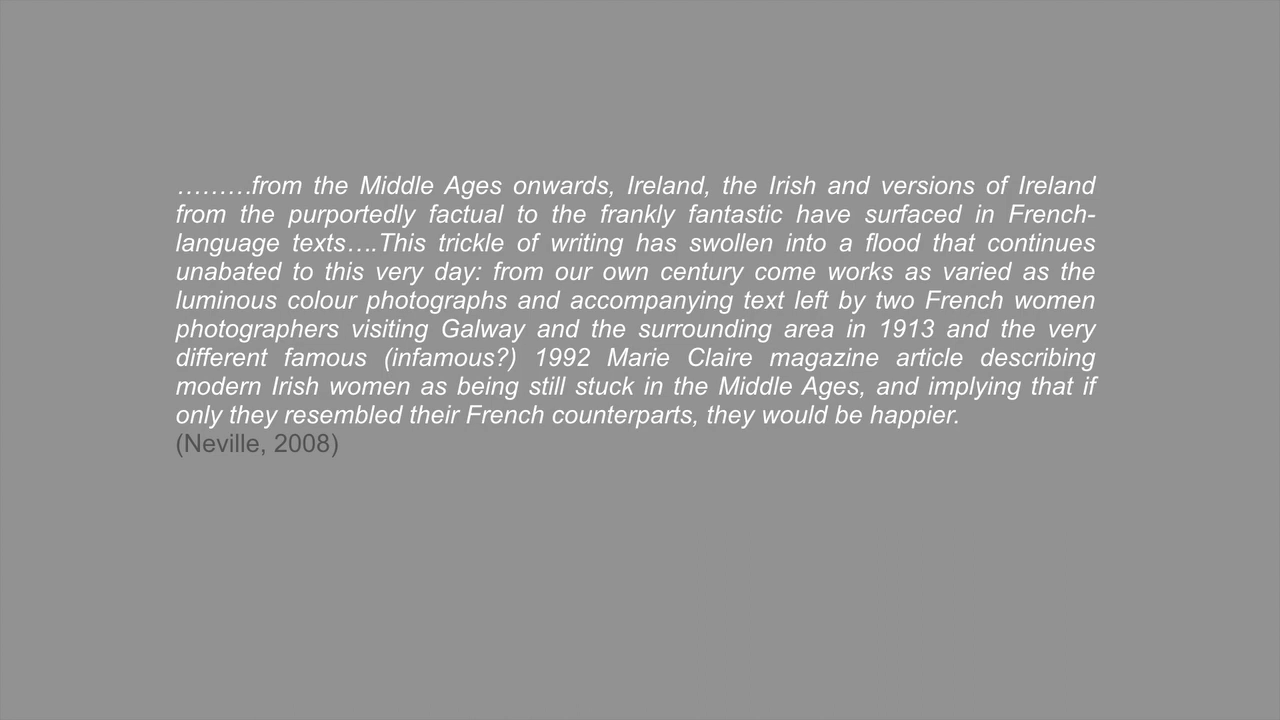 ………from the Middle Ages onwards, Ireland, the Irish and versions of Ireland
from the purportedly factual to the frankly fantastic have surfaced in French-
language texts….This trickle of writing has swollen into a flood that continues
unabated to this very day: from our own century come works as varied as the
luminous colour photographs and accompanying text left by two French women
photographers visiting Galway and the surrounding area in 1913 and the very
different famous (infamous?) 1992 Marie Claire magazine article describing
modern Irish women as being still stuck in the Middle Ages, and implying that if
only they resembled their French counterparts, they would be happier.
(Neville, 2008)